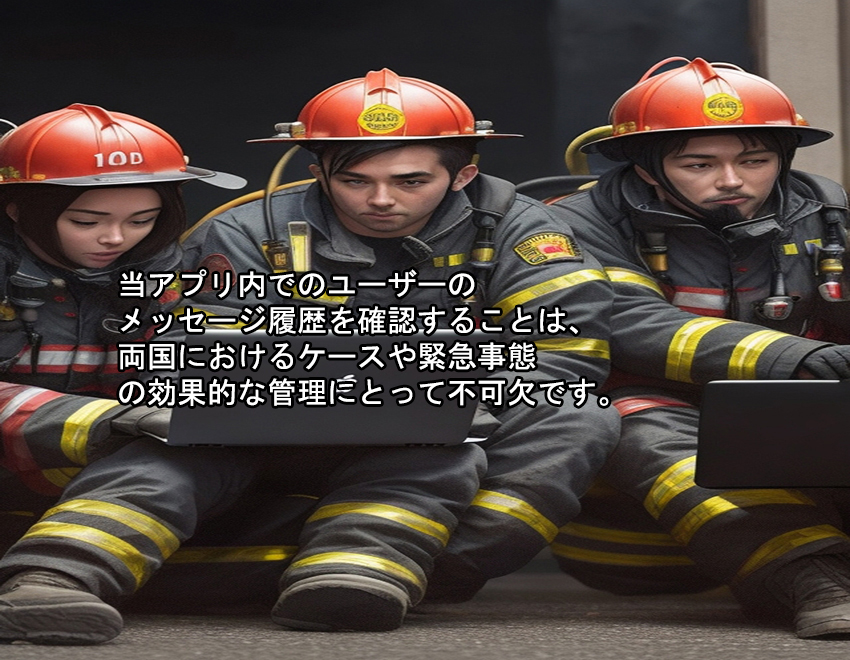 100
当アプリ内でのユーザーの
メッセージ履歴を確認することは、
両国におけるケースや緊急事態
の効果的な管理にとって不可欠です。